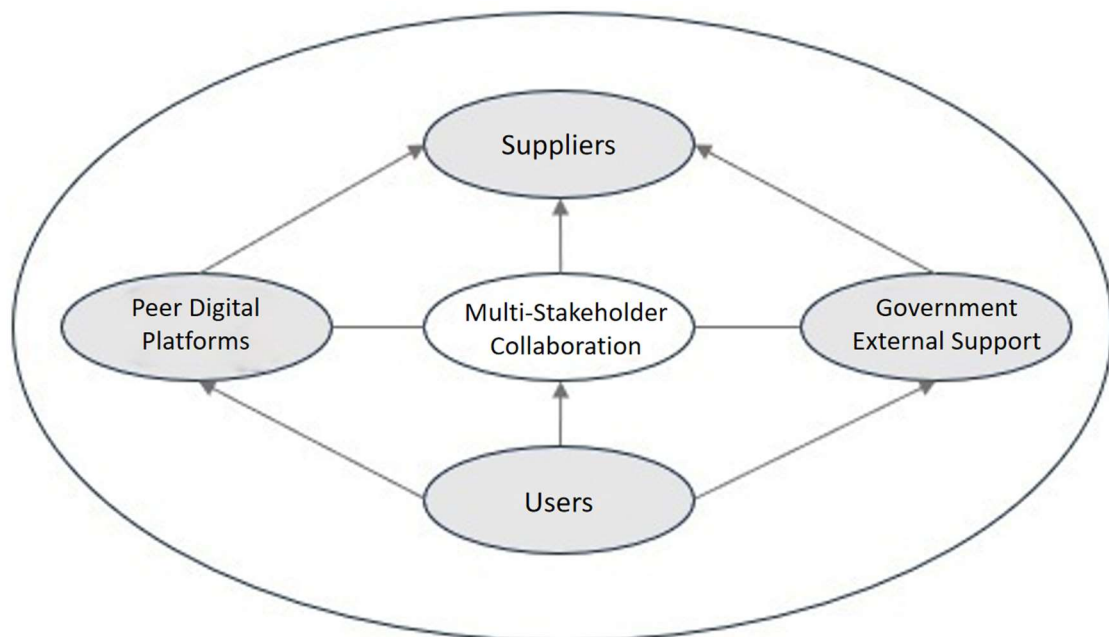 Suppliers
Peer Digital
Platforms
Multi-Stakeholder
Collaboration
Government
External Support
Users